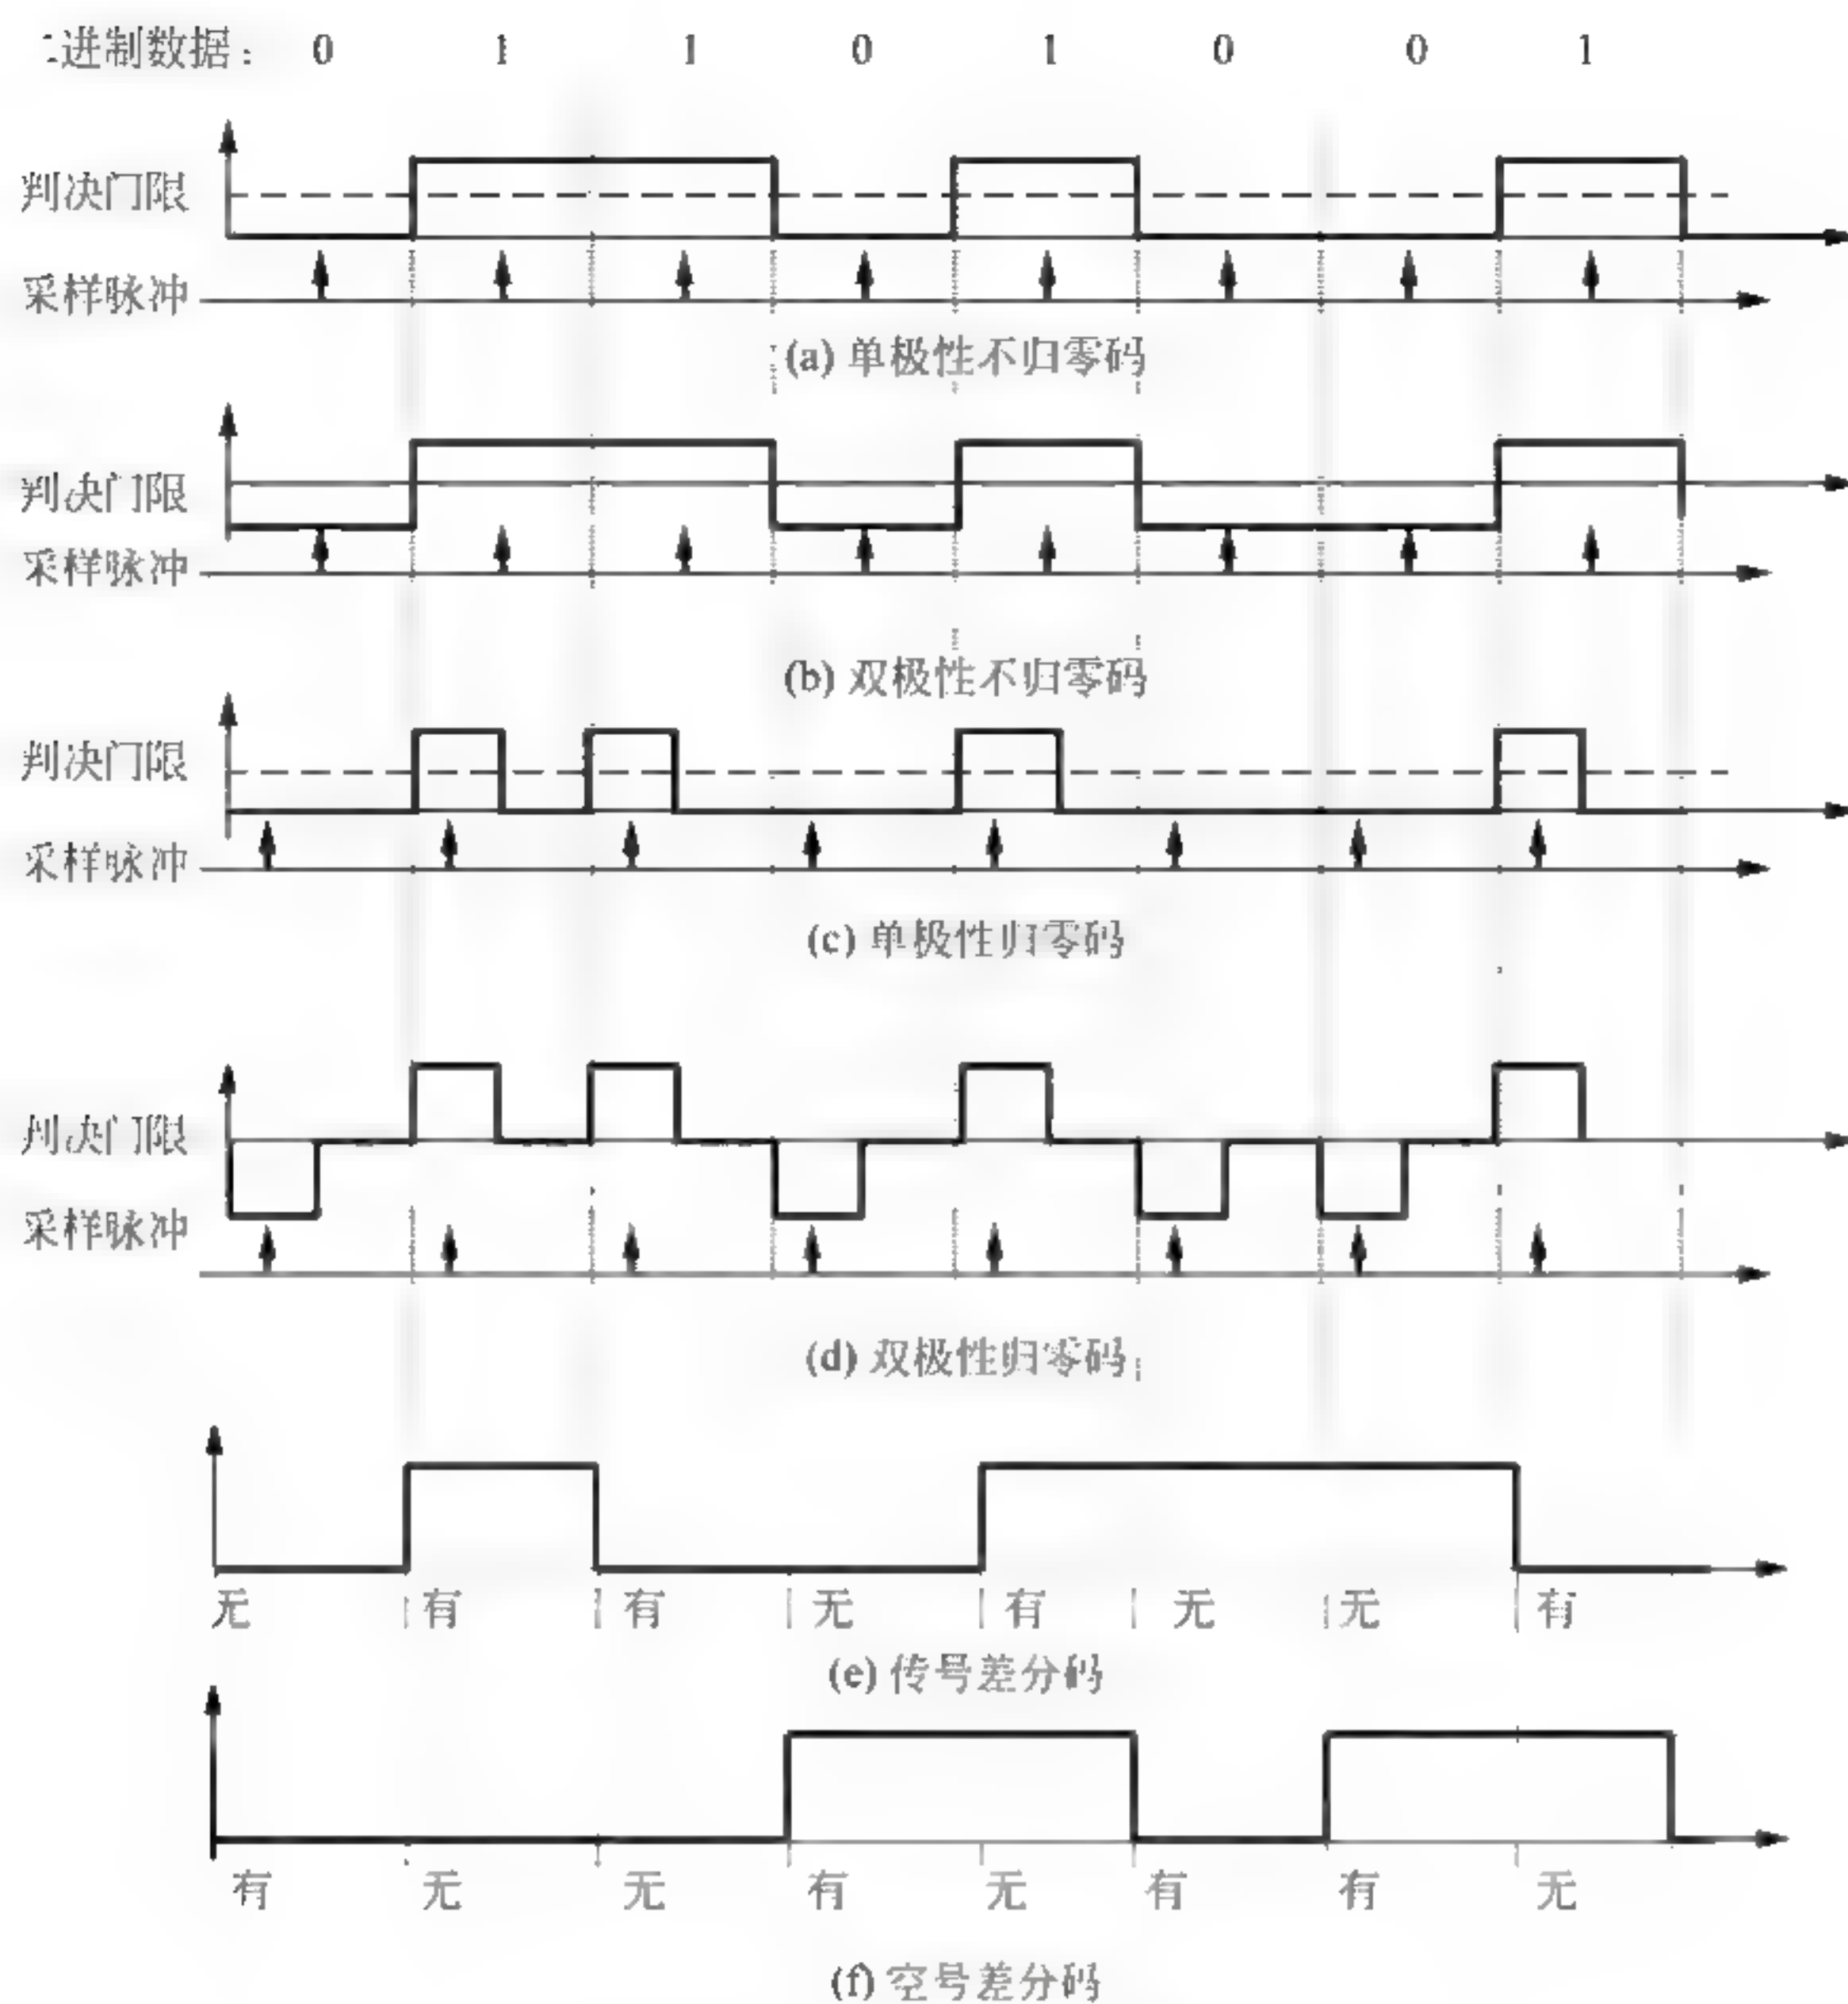 进制数据: 0 1 1 0 1 0 0 1
判决门限
采样脉冲
(a) 单极性不归零码
判决门限
采样脉冲
(b) 双极性不归零码
判决门限
采样脉冲
(c) 单极性归零码
判决门限
采样脉冲
(d) 双极性归零码
无 有 有 无 有 无 无 有
(e) 传号差分码
有 无 无 有 无 有 有 无
(f) 空号差分码